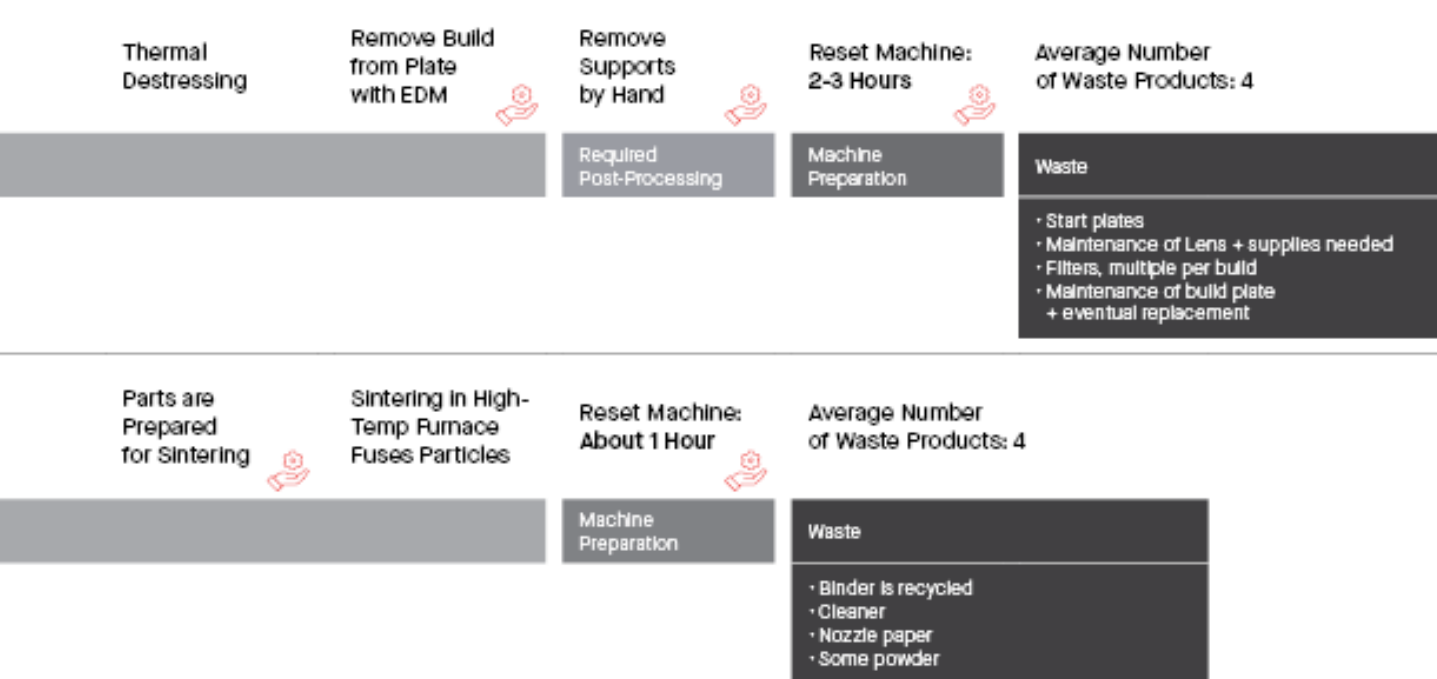 Thermal
Destressing
Remove Build
from Plate
with EDM
Remove
Supports
by Hand
Reset Machine:
2-3 Hours
Average Number
of Waste Products: 4
Required
Post-Processing
Machine
Preparation
Waste
· Start plates
· Maintenance of Lens + supplies needed
· Filters, multiple per build
· Maintenance of build plate
+ eventual replacement
Parts are
Prepared
for Sintering
Sintering in High-
Temp Furnace
Fuses Particles
Reset Machine:
About 1 Hour
Average Number
of Waste Products: 4
Machine
Preparation
Waste
· Binder is recycled
· Cleaner
· Nozzle paper
· Some powder